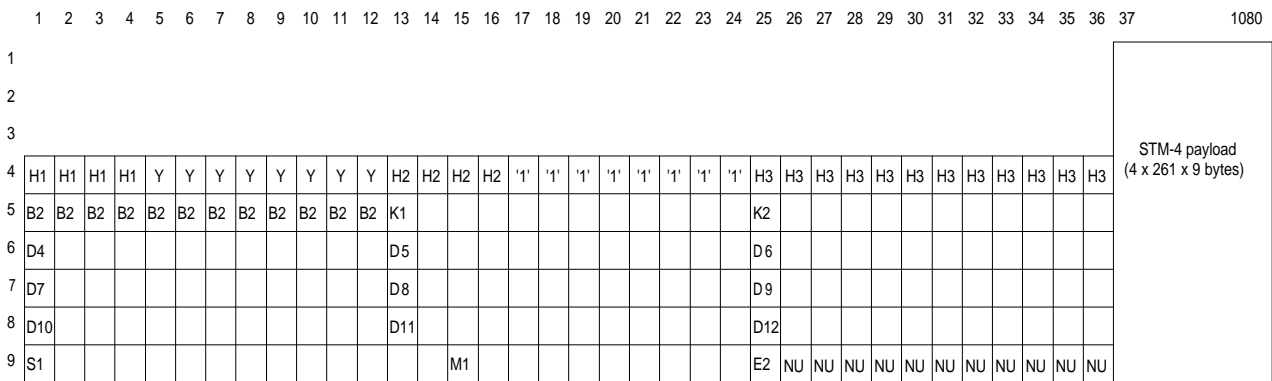 1 2 3 4 5 6 7 8 9 10 11 12 13 14 15 16 17 18 19 20 21 22 23 24 25 26 27 28 29 30 31 32 33 34 35 36 37 1080
1
2
3
STM-4 payload
(4 x 261 x 9 bytes)
4 H1 H1 H1 H1 Y Y Y Y Y Y Y Y H2 H2 H2 H2 '1' '1' '1' '1' '1' '1' '1' '1' H3 H3 H3 H3 H3 H3 H3 H3 H3 H3 H3 H3
5 B2 B2 B2 B2 B2 B2 B2 B2 B2 B2 B2 B2 K1 K2
6 D4 D5 D6
7 D7 D8 D9
8 D10 D11 D12
9 S1 M1 E2 NU NU NU NU NU NU NU NU NU NU NU